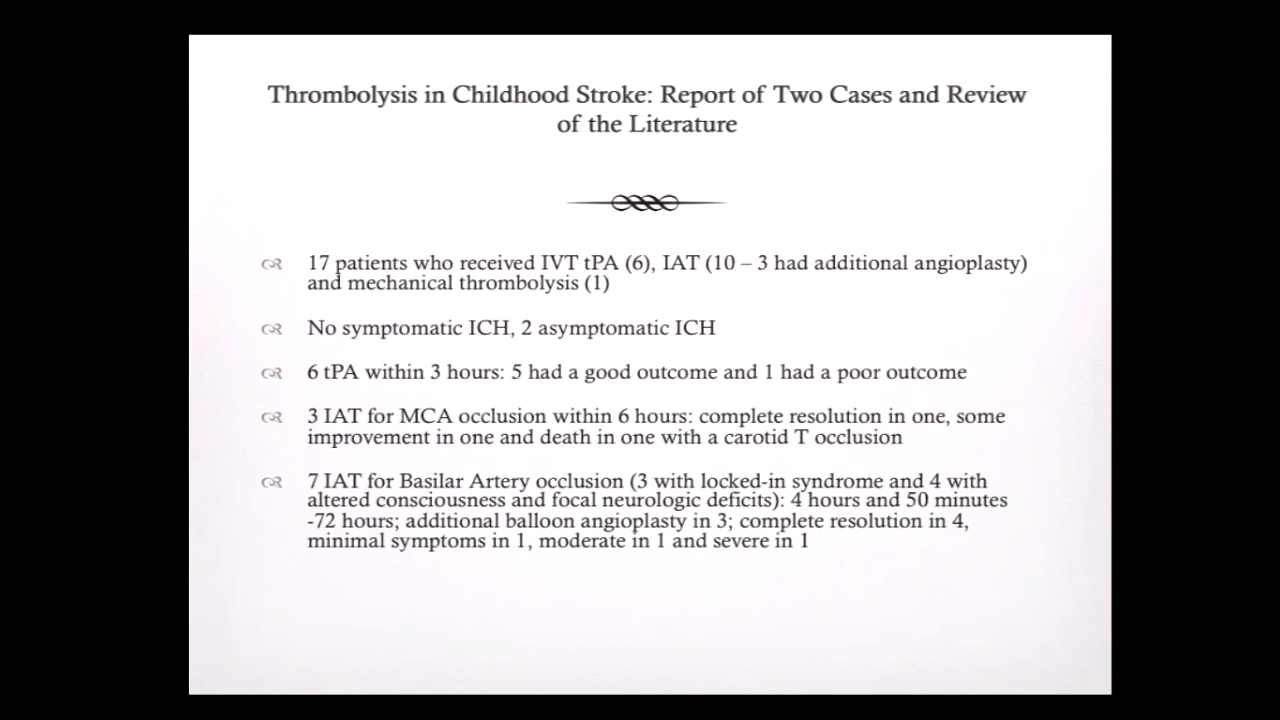 Thrombolysis in Childhood Stroke: Report of Two Cases and Review
of the Literature
17 patients who received IVT tPA (6), IAT (10 – 3 had additional angioplasty)
and mechanical thrombolysis (1)
No symptomatic ICH, 2 asymptomatic ICH
6 tPA within 3 hours: 5 had a good outcome and 1 had a poor outcome
3 IAT for MCA occlusion within 6 hours: complete resolution in one, some
improvement in one and death in one with a carotid T occlusion
7 IAT for Basilar Artery occlusion (3 with locked-in syndrome and 4 with
altered consciousness and focal neurologic deficits): 4 hours and 50 minutes
-72 hours; additional balloon angioplasty in 3; complete resolution in 4,
minimal symptoms in 1, moderate in 1 and severe in 1